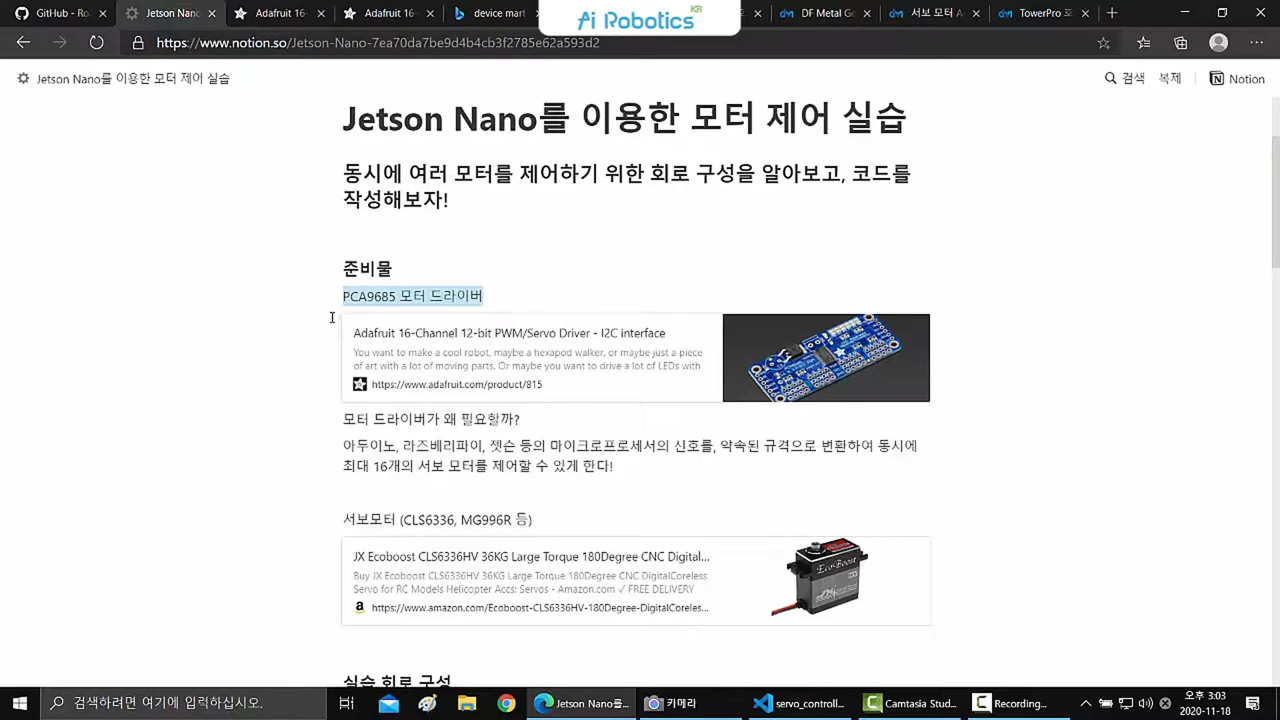 GitHub - Ro
Jetson Nano
Adafruit 16-
Adafruit 16-
device mart
Ai Robotics KR
DF Metal Ge
서보 모터 A
TowerPro 로
https://www.notion.so/Jetson-Nano-7ea70da7be9d4b4cb3f2785e62a593d2
Jetson Nano를 이용한 모터 제어 실습
검색 복제 Notion
Jetson Nano를 이용한 모터 제어 실습
동시에 여러 모터를 제어하기 위한 회로 구성을 알아보고, 코드를
작성해보자!
준비물
PCA9685 모터 드라이버
Adafruit 16-Channel 12-bit PWM/Servo Driver - I2C interface
You want to make a cool robot, maybe a hexapod walker, or maybe just a piece
of art with a lot of moving parts. Or maybe you want to drive a lot of LEDs with
https://www.adafruit.com/product/815
모터 드라이버가 왜 필요할까?
아두이노, 라즈베리파이, 젯슨 등의 마이크로프로세서의 신호를, 약속된 규격으로 변환하여 동시에
최대 16개의 서보 모터를 제어할 수 있게 한다!
서보모터 (CLS6336, MG996R 등)
JX Ecoboost CLS6336HV 36KG Large Torque 180Degree CNC Digital...
Buy JX Ecoboost CLS6336HV 36KG Large Torque 180Degree CNC DigitalCoreless
Servo for RC Models Helicopter Accs: Servos - Amazon.com ✓ FREE DELIVERY
https://www.amazon.com/Ecoboost-CLS6336HV-180Degree-DigitalCoreles...
EcoBoost
실습 회로 구성
검색하려면 여기에 입력하십시오.
Jetson Nano를...
카메라
servo_controll...
Camtasia Stud...
Recording...
오후 3:03
2020-11-18